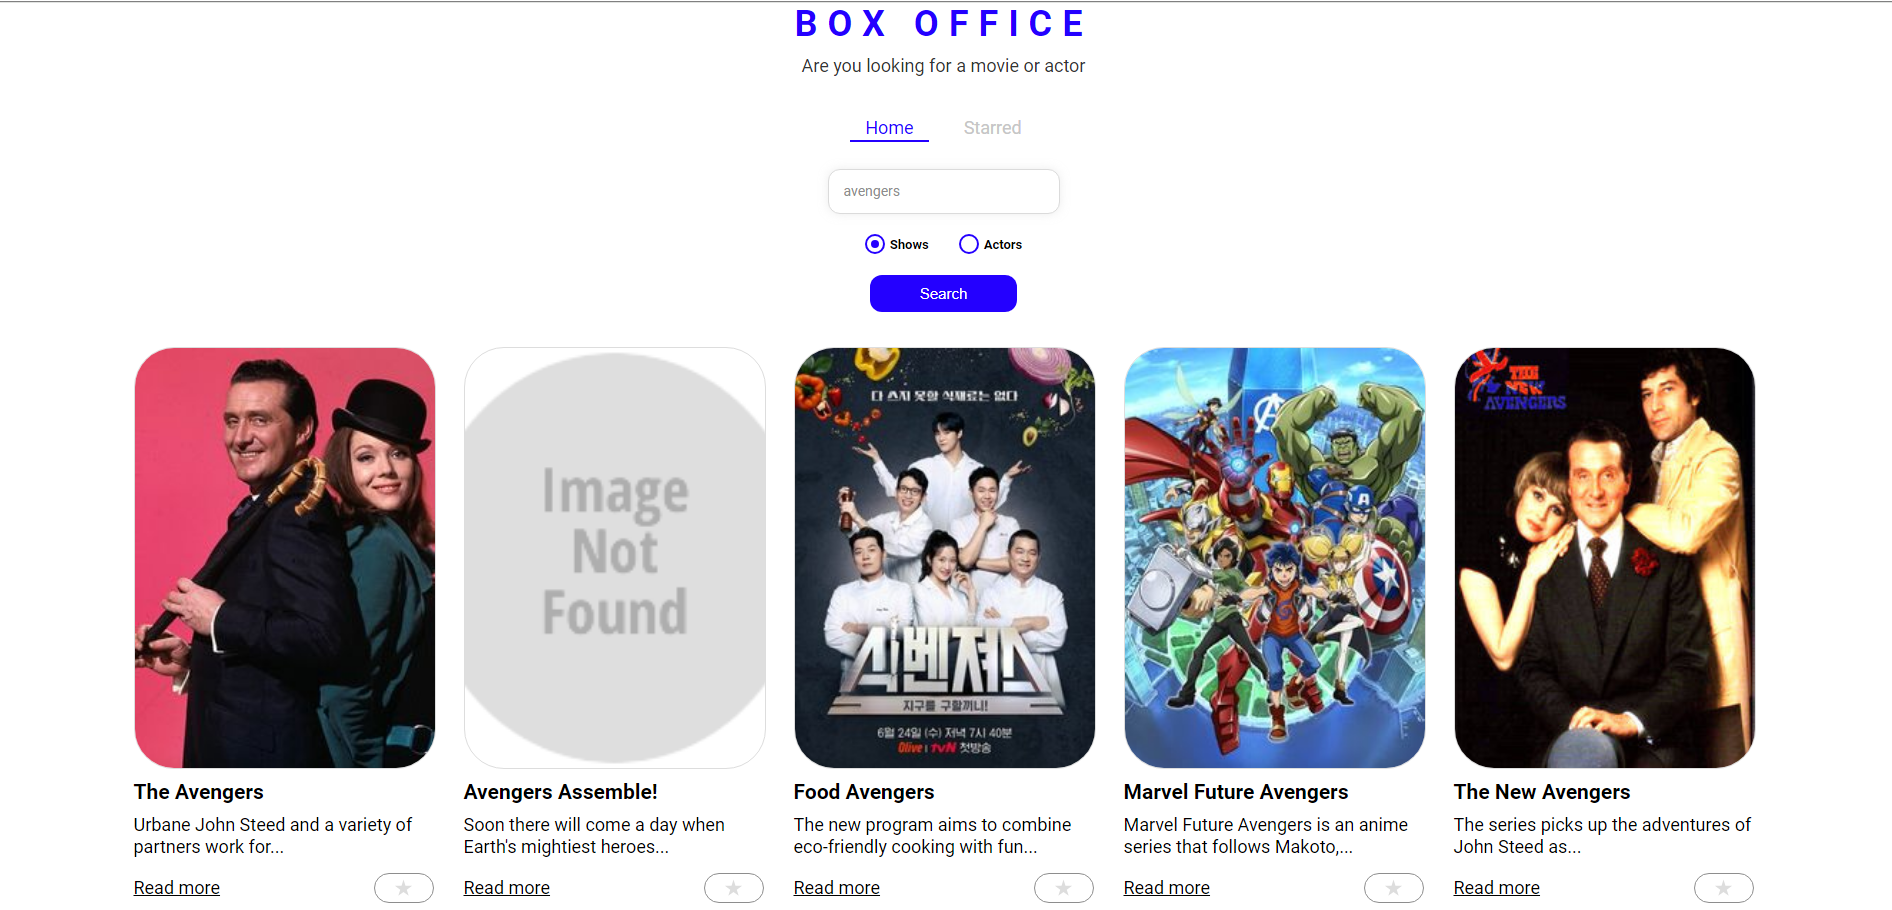 BOX OFFICE
Are you looking for a movie or actor
Home
Starred
avengers
Shows
Actors
Search
다 쓰지 못할 식재료는 없다
식벤져스
지구를 구할끼니!
6월 24일 (수) 저녁 7시 40분
Olive | tvN 첫방송
THE
NEW
AVENGERS
Image
Not
Found
The Avengers
Urbane John Steed and a variety of
partners work for...
Read more
Avengers Assemble!
Soon there will come a day when
Earth's mightiest heroes...
Read more
Food Avengers
The new program aims to combine
eco-friendly cooking with fun...
Read more
Marvel Future Avengers
Marvel Future Avengers is an anime
series that follows Makoto,...
Read more
The New Avengers
The series picks up the adventures of
John Steed as...
Read more